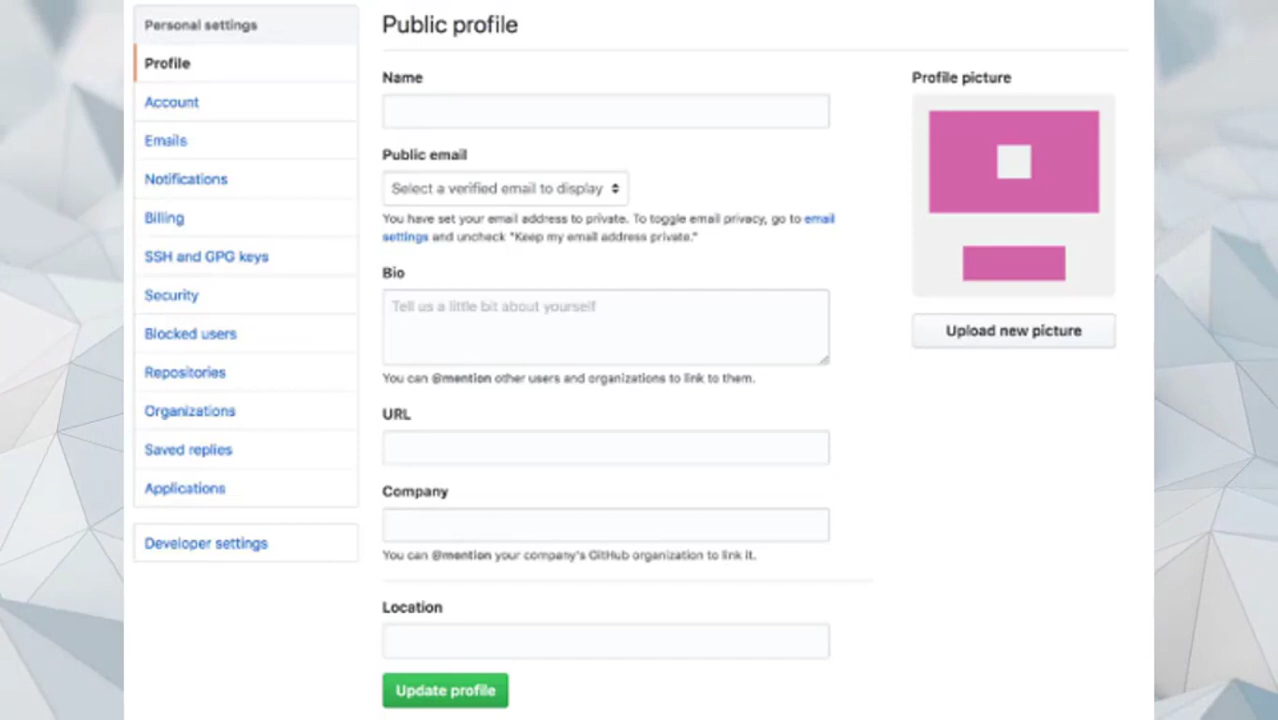 Personal settings
Profile
Account
Emails
Notifications
Billing
SSH and GPG keys
Security
Blocked users
Repositories
Organizations
Saved replies
Applications
Developer settings
Public profile
Name
Public email
Select a verified email to display
You have set your email address to private. To toggle email privacy, go to email
settings and uncheck "Keep my email address private."
Bio
Tell us a little bit about yourself
You can @mention other users and organizations to link to them.
URL
Company
You can @mention your company's GitHub organization to link it.
Location
Update profile
Profile picture
Upload new picture